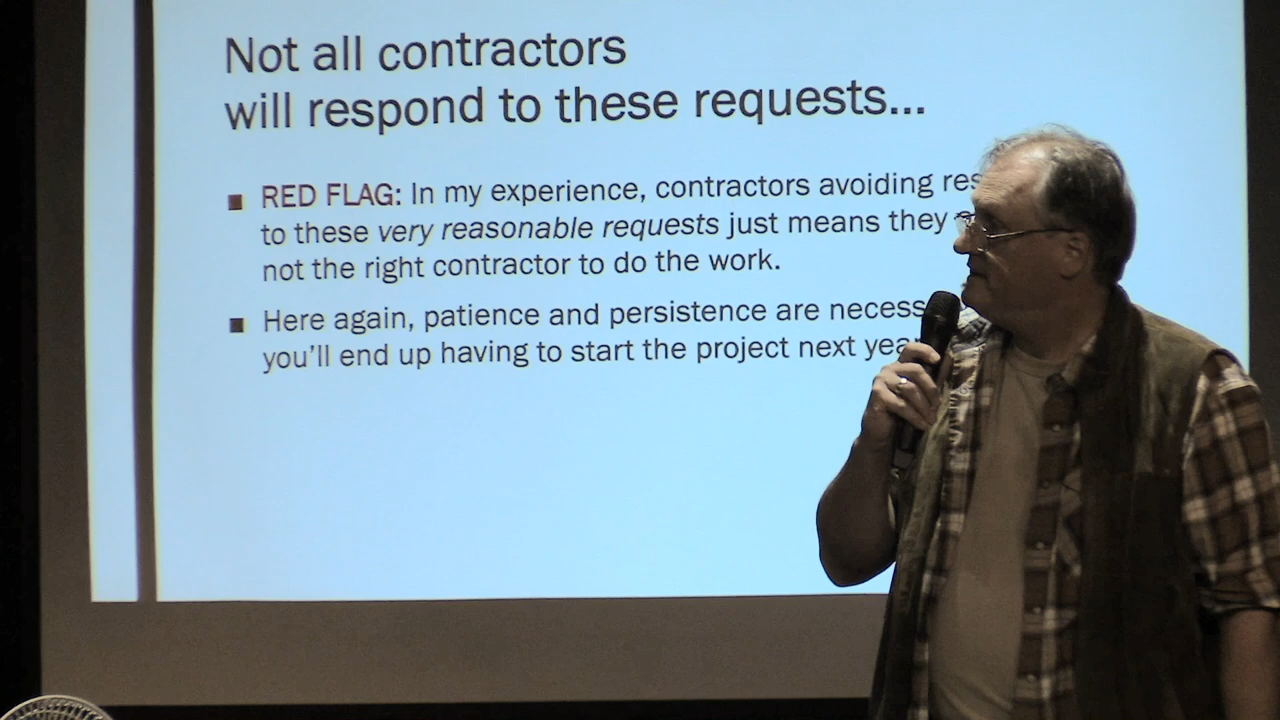 Not all contractors
will respond to these requests...
RED FLAG: In my experience, contractors avoiding
to these very reasonable requests just means they
not the right contractor to do the work.
Here again, patience and persistence are
you'll end up having to start the project next